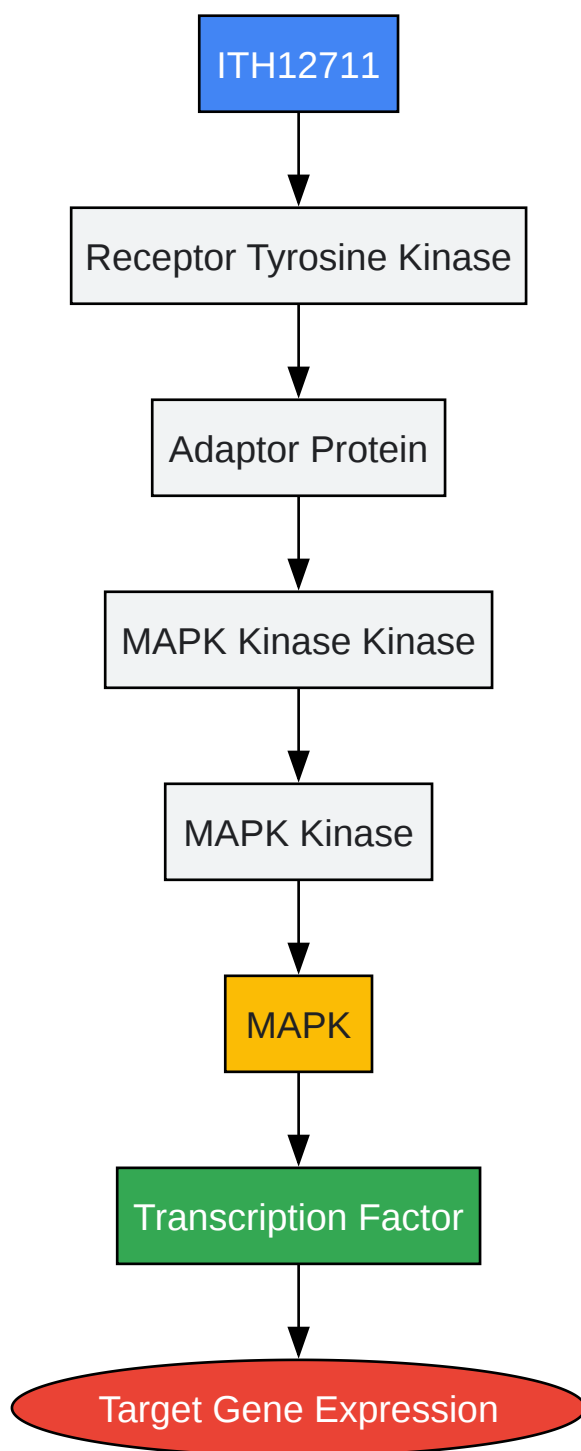 ITH12711
Receptor Tyrosine Kinase
Adaptor Protein
MAPK Kinase Kinase
MAPK Kinase
MAPK
Transcription Factor
Target Gene Expression